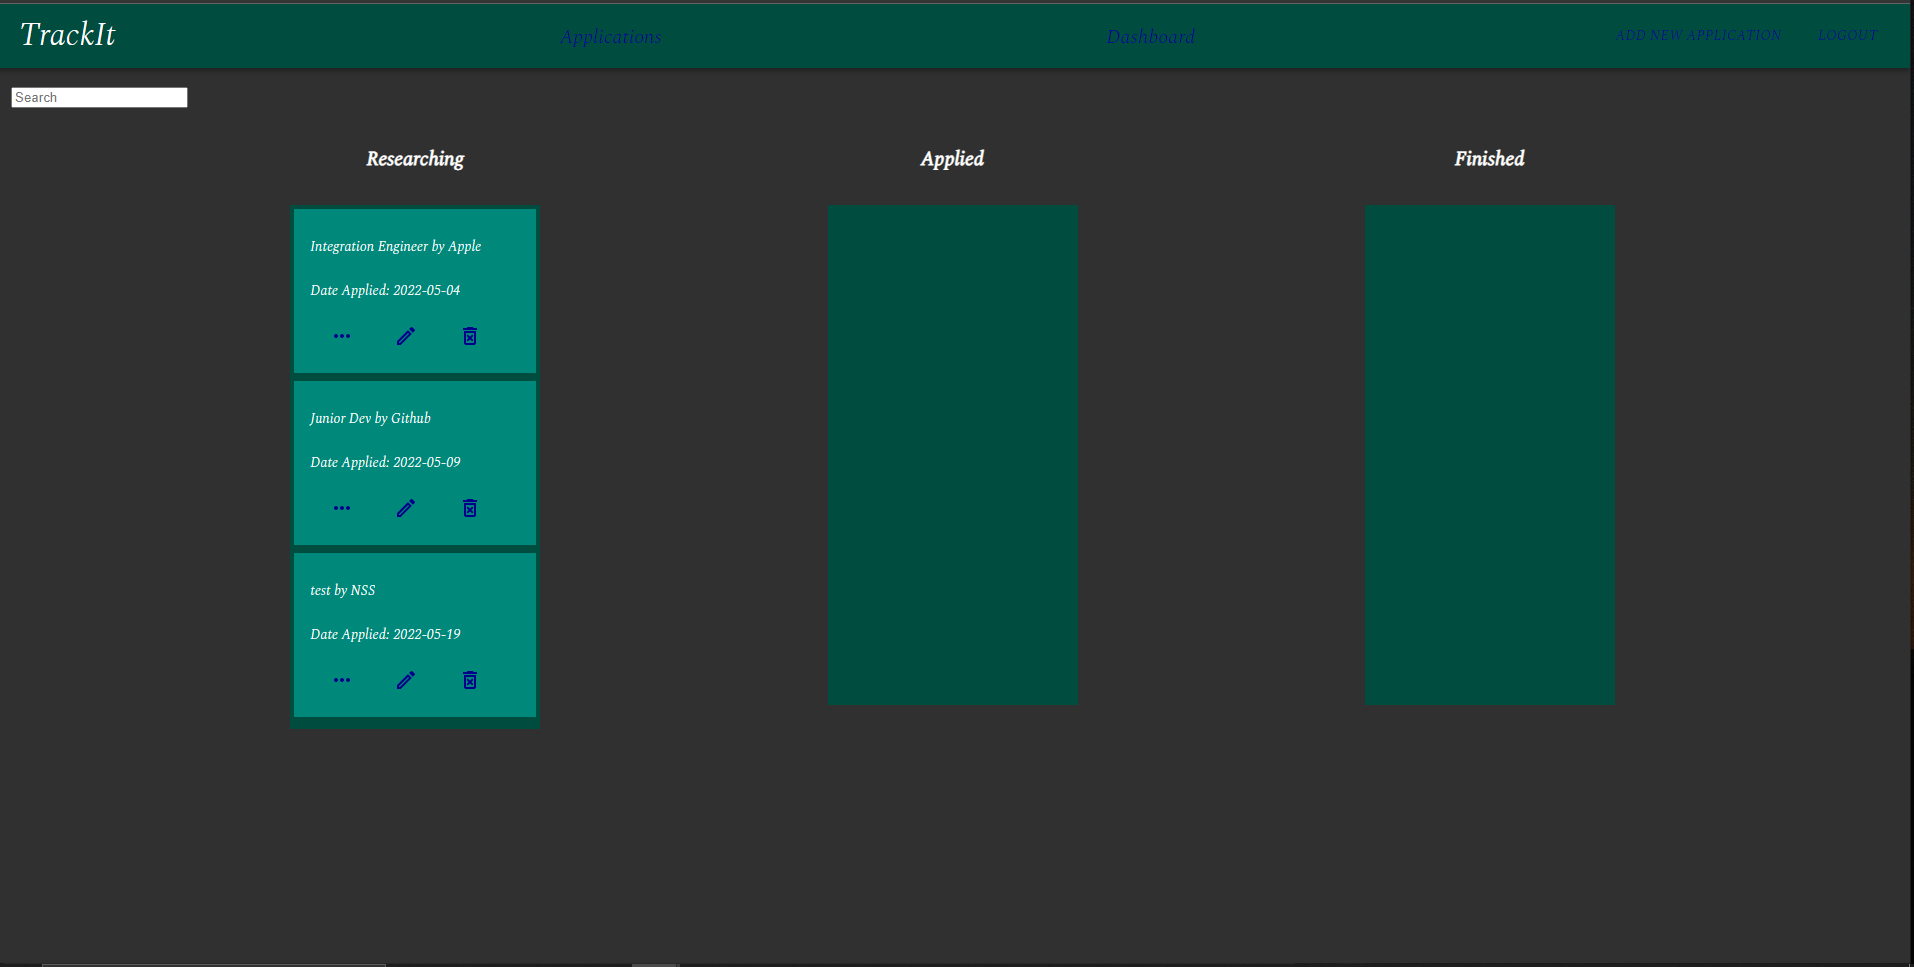 TrackIt
Applications
Dashboard
ADD NEW APPLICATION
LOGOUT
Search
Researching
Applied
Finished
Integration Engineer by Apple
Date Applied: 2022-05-04
Junior Dev by Github
Date Applied: 2022-05-09
test by NSS
Date Applied: 2022-05-19